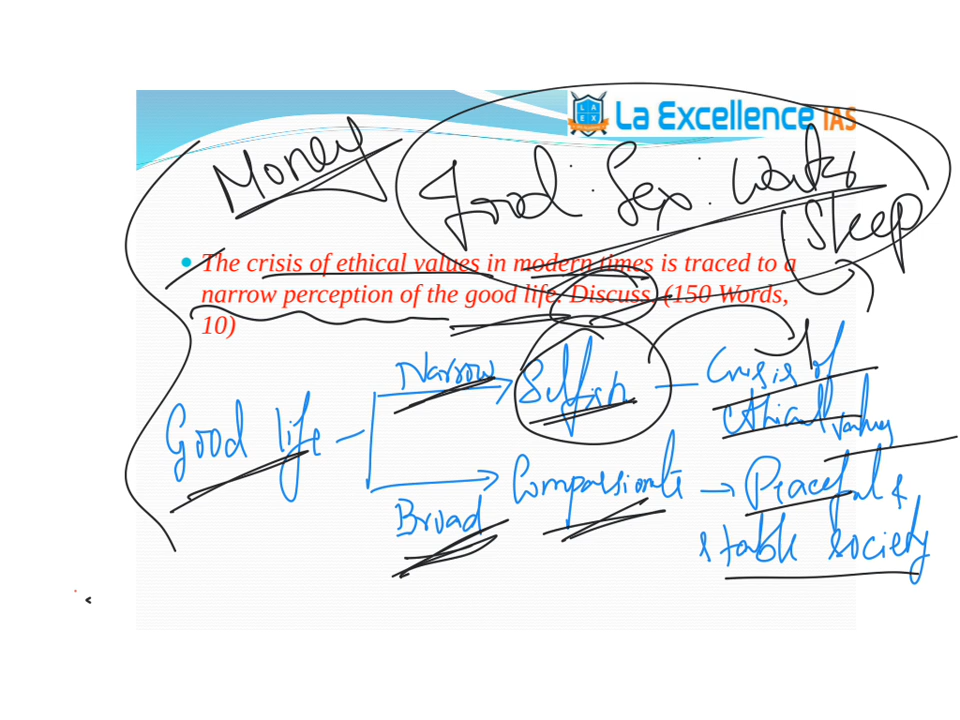 La Excellence IAS
Money
food . Sex . Works
Sleep
• The crisis of ethical values in modern times is traced to a
narrow perception of the good life. Discuss (150 Words,
10)
Narrow Selfish – Crisis of
ethical values
Good life –
Broad Compassionate → Peaceful &
stable society